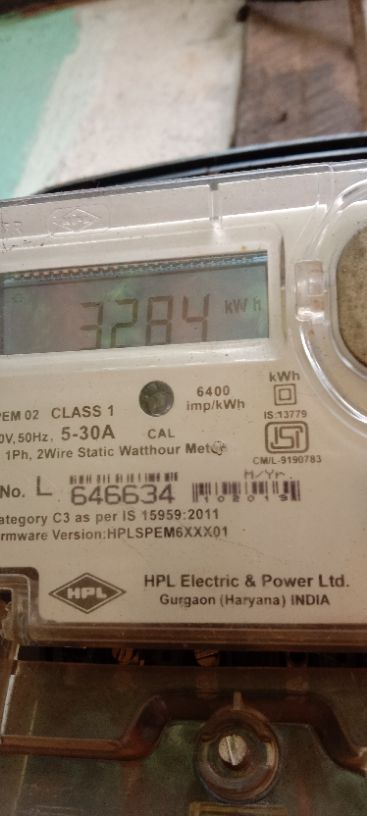 3284 kWh
PEM 02 CLASS 1
6400
imp/kWh
kWh
IS:13779
0V, 50Hz, 5-30A CAL
1Ph, 2Wire Static Watthour Meter
CM/L-9190783
No. L 646634
M/Yr.
ategory C3 as per IS 15959:2011
irmware Version:HPLSPEM6XXX01
HPL
HPL Electric & Power Ltd.
Gurgaon (Haryana) INDIA